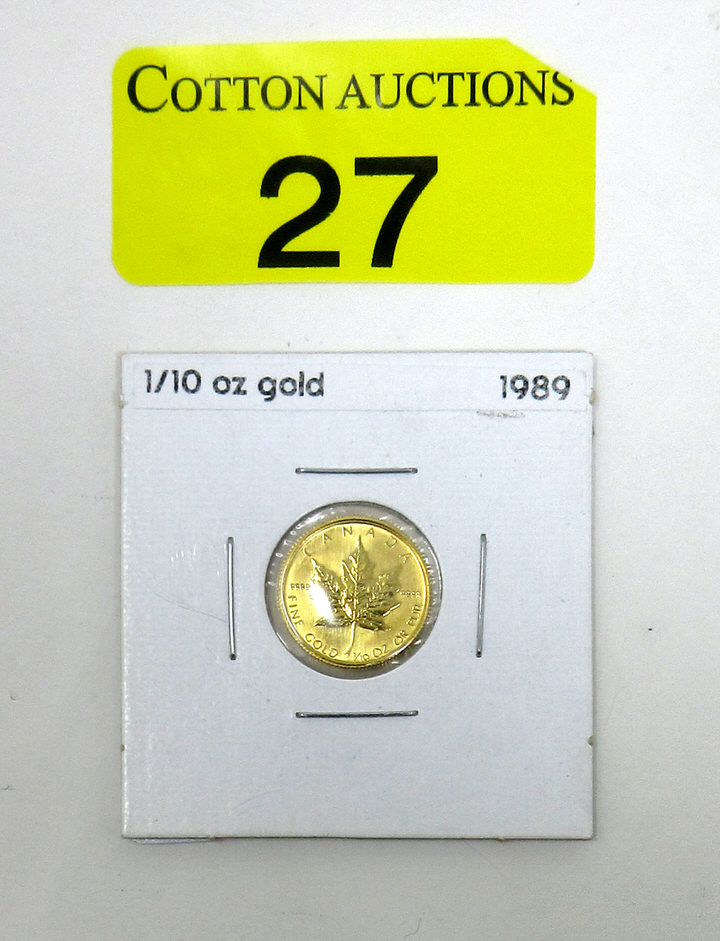 COTTON AUCTIONS
27
1/10 oz gold 1989
CANADA
9999 9999
FINE GOLD 1/10 OZ OR PUR